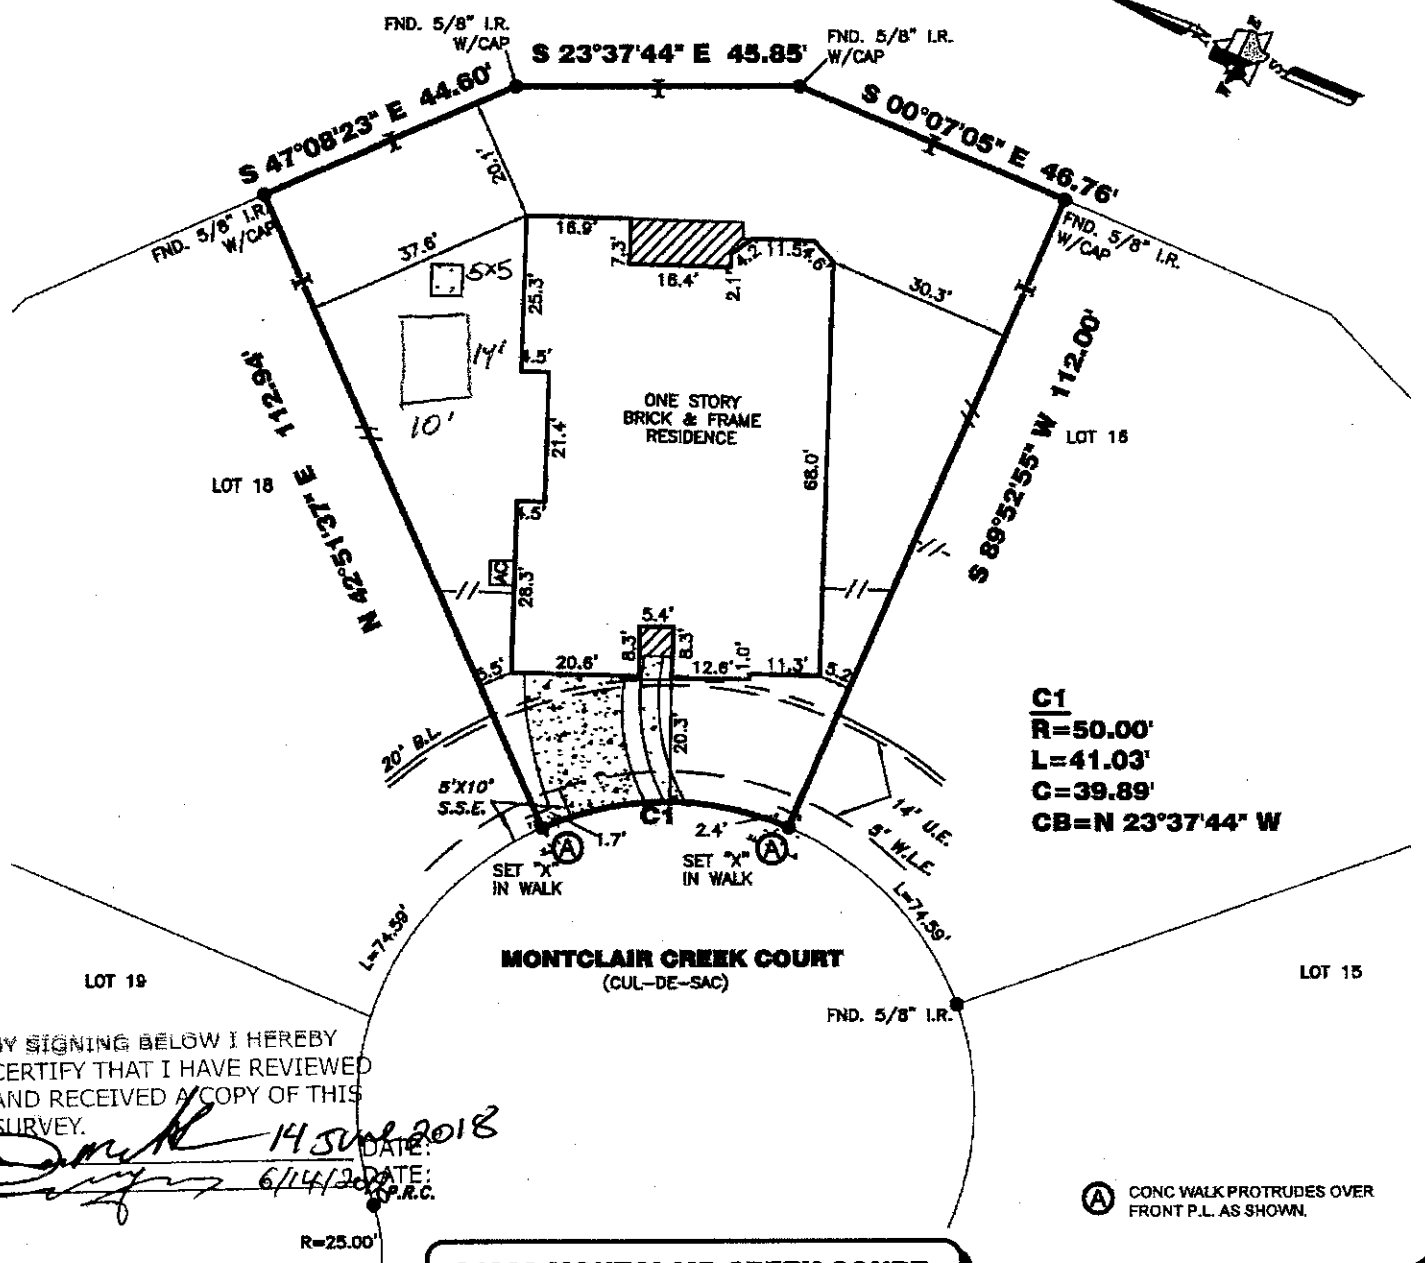 FND. 5/8" I.R.
W/CAP
S 23°37'44" E 45.85'
FND. 5/8" I.R.
W/CAP
N
S
W
S 47°08'23" E 44.60'
S 00°07'05" E 46.76'
FND. 5/8" I.R.
W/CAP
20.1'
FND. 5/8" I.R.
W/CAP
37.6'
16.9'
7.3'
16.4'
2.1'
4.2'
11.5'
4.6'
30.3'
5x5
25.3'
14'
4.5'
10'
N 42°51'37" E 112.94'
ONE STORY
BRICK & FRAME
RESIDENCE
S 89°52'55" W 112.00'
LOT 16
21.4'
68.0'
LOT 18
4.5'
AC
28.3'
5.4'
8.3'
8.3'
5.5'
20.6'
12.6'
1.0'
11.3'
5.2'
20' B.L.
20.3'
C1
R=50.00'
L=41.03'
C=39.89'
CB=N 23°37'44" W
5'X10'
S.S.E.
C1
1.7'
2.4'
14' U.E.
5' W.L.E.
A
A
SET "X"
IN WALK
SET "X"
IN WALK
L=74.59'
L=74.59'
MONTCLAIR CREEK COURT
(CUL-DE-SAC)
LOT 19
LOT 15
FND. 5/8" I.R.
BY SIGNING BELOW I HEREBY
CERTIFY THAT I HAVE REVIEWED
AND RECEIVED A COPY OF THIS
SURVEY.
14 June 2018
DATE:
6/14/20
DATE:
P.R.C.
R=25.00'
A CONC WALK PROTRUDES OVER
FRONT P.L. AS SHOWN.
MONTCLAIR CREEK COURT